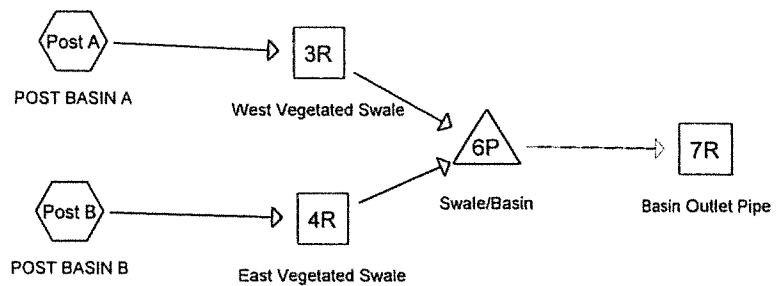 Post A
3R
POST BASIN A
West Vegetated Swale
6P
7R
Swale/Basin
Basin Outlet Pipe
Post B
4R
POST BASIN B
East Vegetated Swale